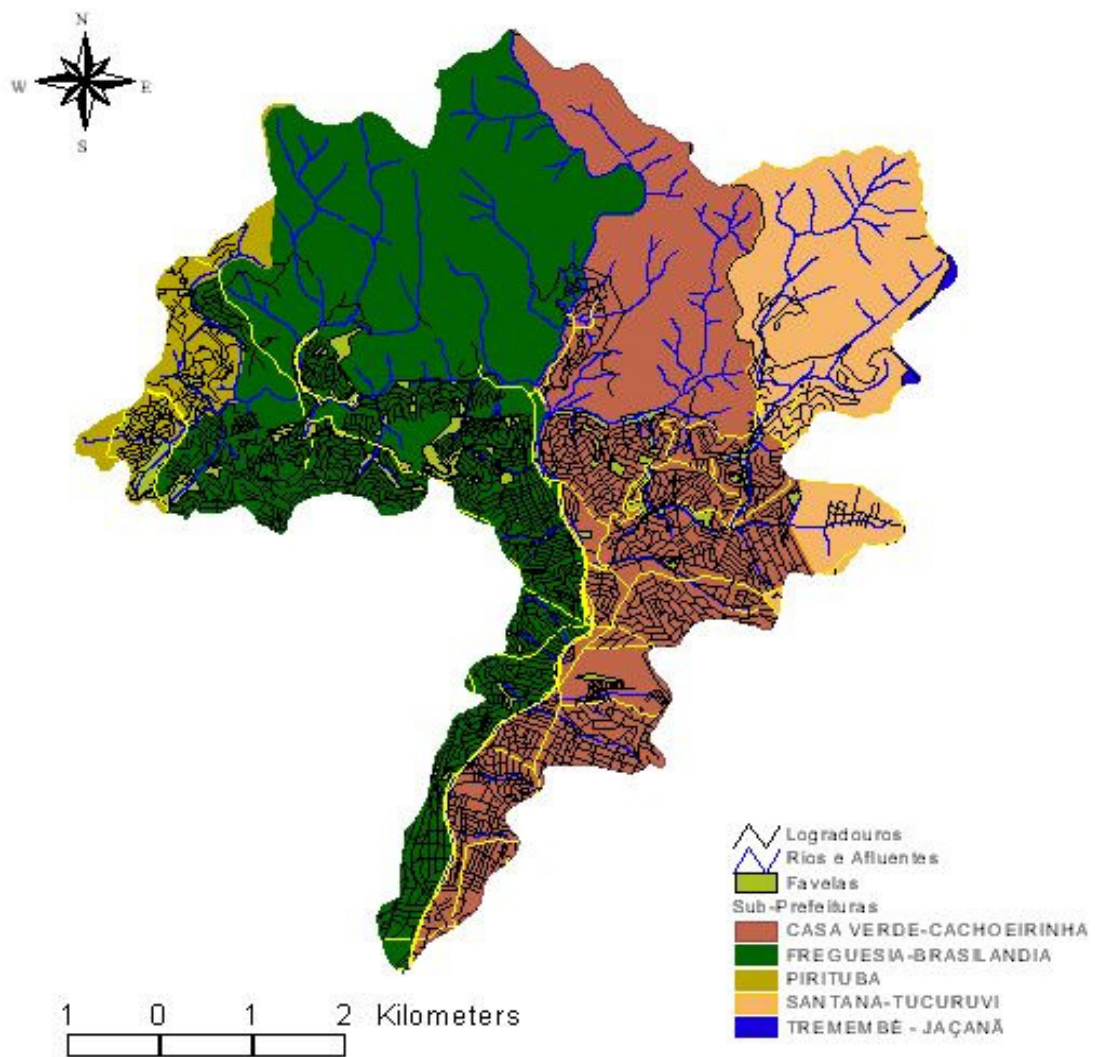 N
W E
S
Logradouros
Rios e Afluentes
Favelas
Sub-Prefeituras
CASA VERDE-CACHOEIRINHA
FREGUESIA-BRASILANDIA
PIRITUBA
SANTANA-TUCURUVI
TREMEMBÉ - JAÇANÃ
1 0 1 2 Kilometers